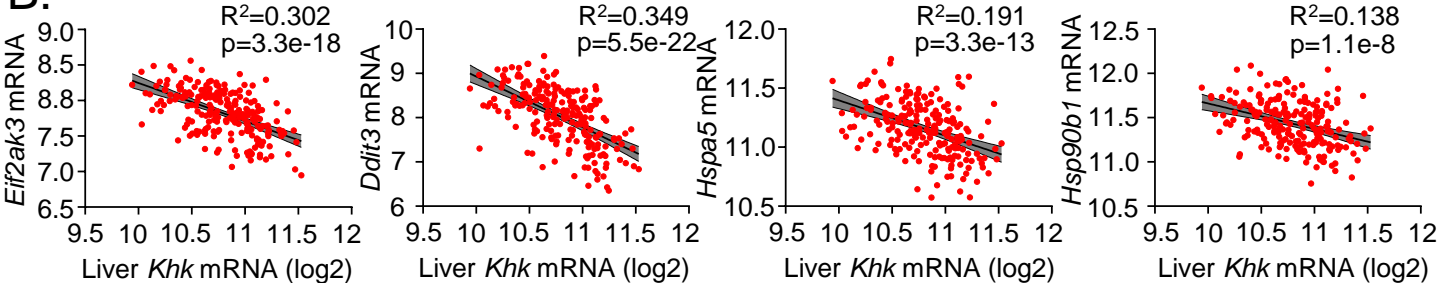 B.
R²=0.302
p=3.3e-18
Eif2ak3 mRNA
9.0
8.5
8.8
7.5
7.0
6.5
9.5 10 10.5 11 11.5 12
Liver Khk mRNA (log2)
R²=0.349
p=5.5e-22
Ddit3 mRNA
10
9
8
7
6
9.5 10 10.5 11 11.5 12
Liver Khk mRNA (log2)
R²=0.191
p=3.3e-13
Hspa5 mRNA
12.0
11.5
11.0
10.5
9.5 10 10.5 11 11.5 12
Liver Khk mRNA (log2)
R²=0.138
p=1.1e-8
Hsp90b1 mRNA
12.5
12.0
11.5
11.0
10.5
9.5 10 10.5 11 11.5 12
Liver Khk mRNA (log2)